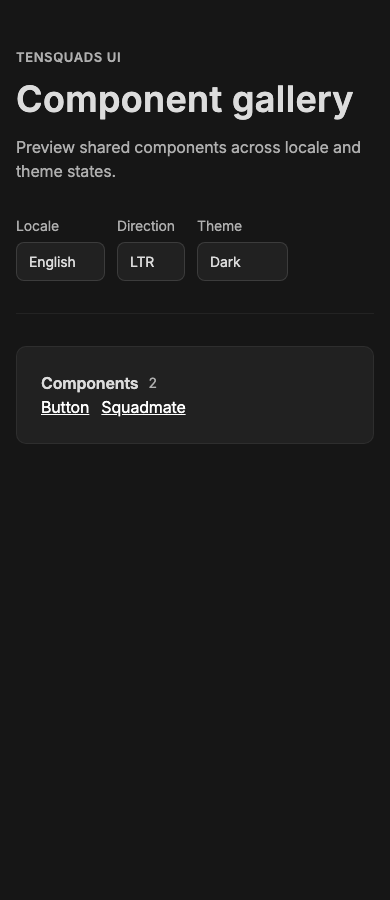 TENSQUADS UI
Component gallery
Preview shared components across locale and
theme states.
Locale Direction Theme
English LTR Dark
Components 2
Button Squadmate